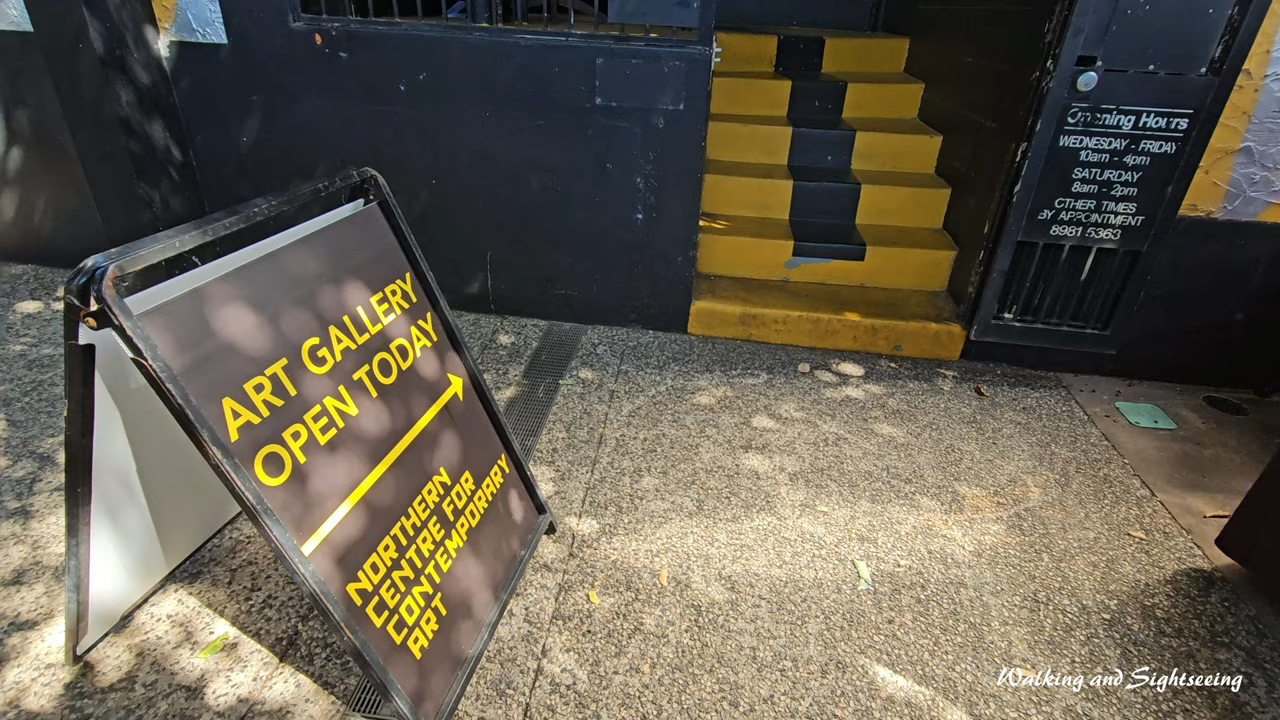 ART GALLERY
OPEN TODAY
NORTHERN
CENTRE FOR
CONTEMPORARY
ART
Opening Hours
WEDNESDAY - FRIDAY
10am - 4pm
SATURDAY
8am - 2pm
CTHER TIMES
BY APPOINTMENT
8981 5363
Walking and Sightseeing